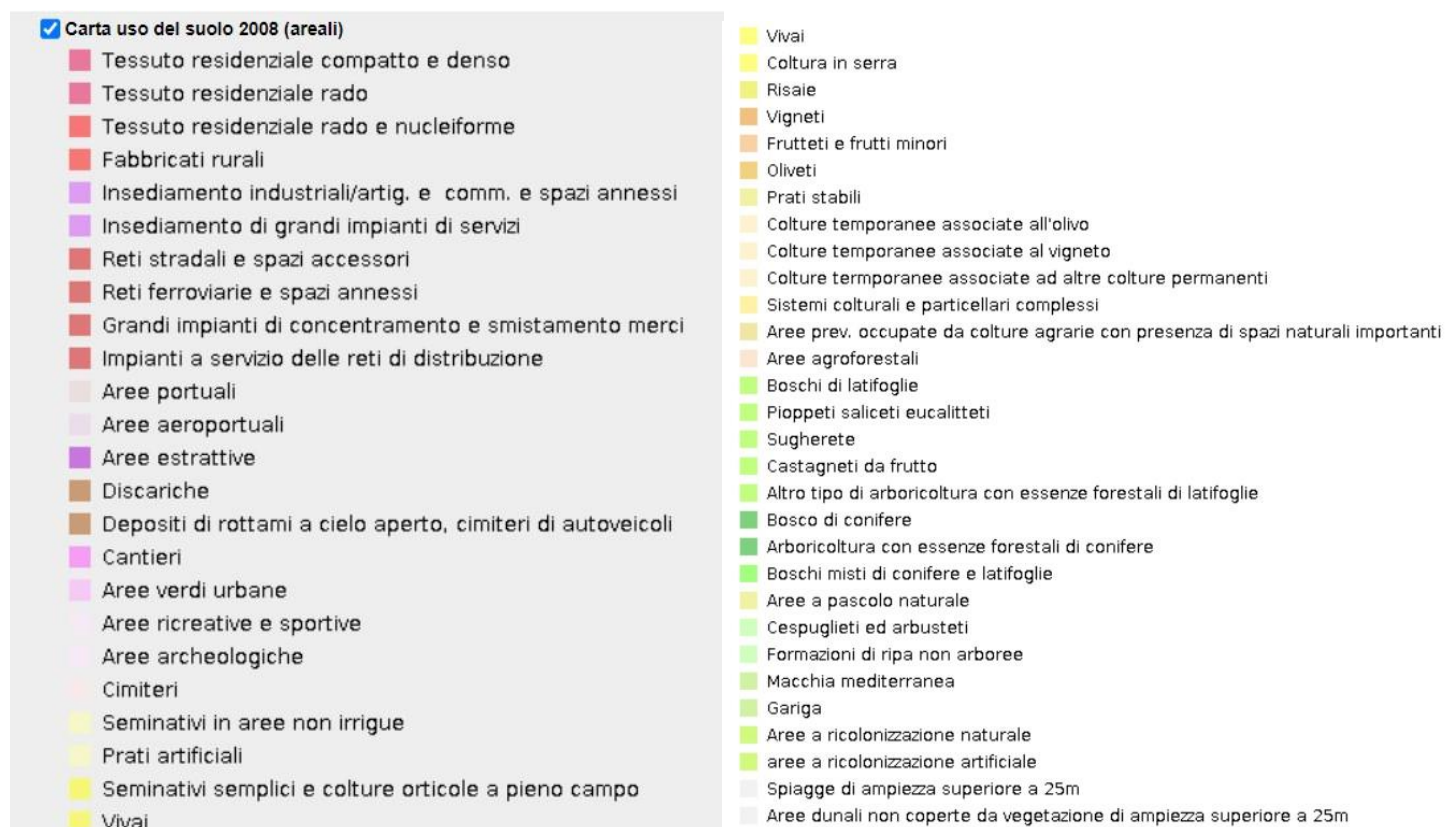 Carta uso del suolo 2008 (areali)
Tessuto residenziale compatto e denso
Tessuto residenziale rado
Tessuto residenziale rado e nucleiforme
Fabbricati rurali
Insediamento industriali/artig. e comm. e spazi annessi
Insediamento di grandi impianti di servizi
Reti stradali e spazi accessori
Reti ferroviarie e spazi annessi
Grandi impianti di concentramento e smistamento merci
Impianti a servizio delle reti di distribuzione
Aree portuali
Aree aeroportuali
Aree estrattive
Discariche
Depositi di rottami a cielo aperto, cimiteri di autoveicoli
Cantieri
Aree verdi urbane
Aree ricreative e sportive
Aree archeologiche
Cimiteri
Seminativi in aree non irrigue
Prati artificiali
Seminativi semplici e colture orticole a pieno campo
Vivai
Vivai
Coltura in serra
Risaie
Vigneti
Frutteti e frutti minori
Oliveti
Prati stabili
Colture temporanee associate all'olivo
Colture temporanee associate al vigneto
Colture termporanee associate ad altre colture permanenti
Sistemi colturali e particellari complessi
Aree prev. occupate da colture agrarie con presenza di spazi naturali importanti
Aree agroforestali
Boschi di latifoglie
Pioppeti saliceti eucalitteti
Sugherete
Castagneti da frutto
Altro tipo di arboricoltura con essenze forestali di latifoglie
Bosco di conifere
Arboricoltura con essenze forestali di conifere
Boschi misti di conifere e latifoglie
Aree a pascolo naturale
Cespuglieti ed arbusteti
Formazioni di ripa non arboree
Macchia mediterranea
Gariga
Aree a ricolonizzazione naturale
aree a ricolonizzazione artificiale
Spiagge di ampiezza superiore a 25m
Aree dunali non coperte da vegetazione di ampiezza superiore a 25m